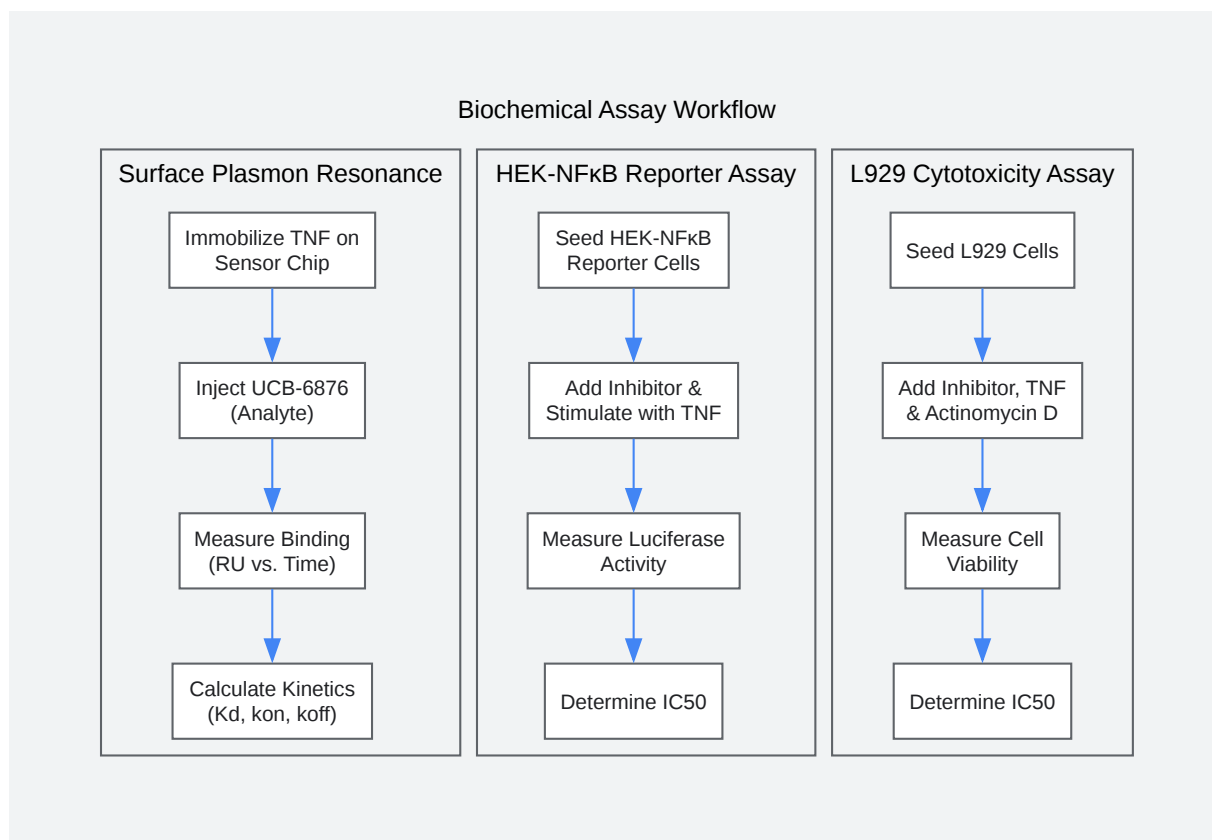 Biochemical Assay Workflow
Surface Plasmon Resonance
Immobilize TNF on
Sensor Chip
Inject UCB-6876
(Analyte)
Measure Binding
(RU vs. Time)
Calculate Kinetics
(Kd, kon, koff)
HEK-NFκB Reporter Assay
Seed HEK-NFκB
Reporter Cells
Add Inhibitor &
Stimulate with TNF
Measure Luciferase
Activity
Determine IC50
L929 Cytotoxicity Assay
Seed L929 Cells
Add Inhibitor, TNF
& Actinomycin D
Measure Cell
Viability
Determine IC50